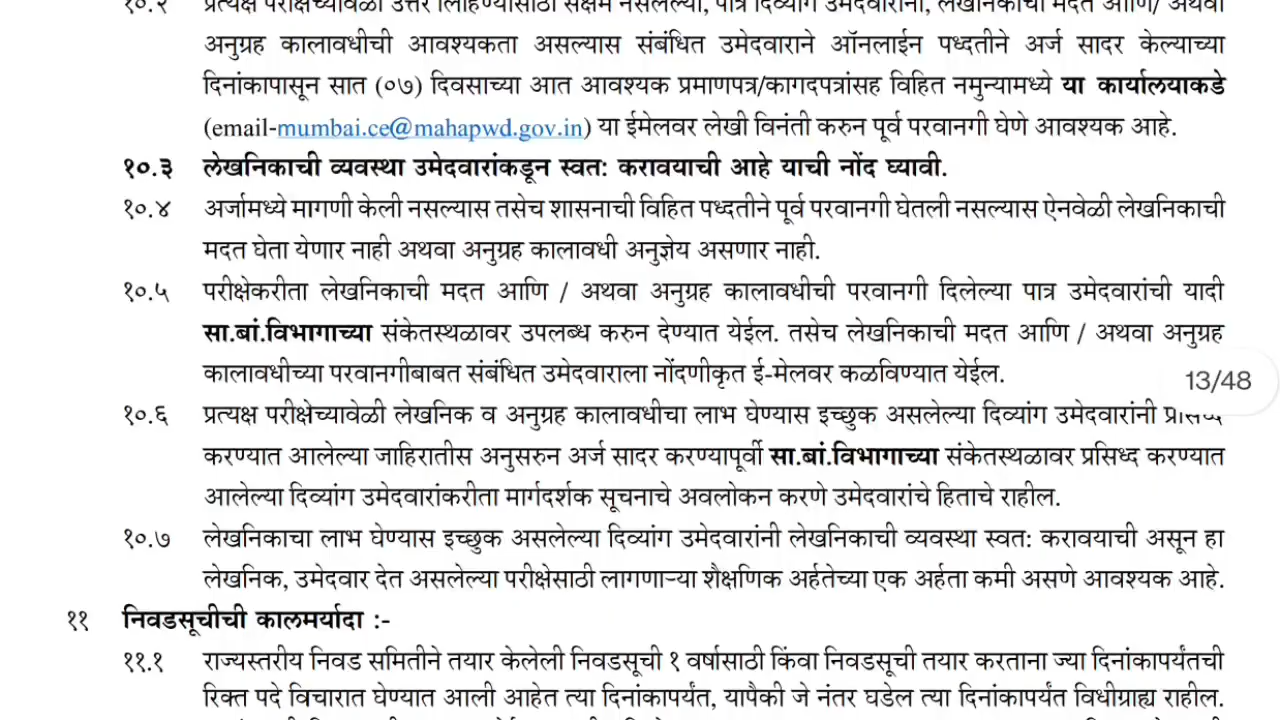 १०.२ प्रत्यक्ष परीक्षेच्यावेळी उत्तरे लिहिण्यासाठी सक्षम नसलेल्या, पात्र दिव्यांग उमेदवारांना, लेखनिकाची मदत आणि/ अथवा
अनुग्रह कालावधीची आवश्यकता असल्यास संबंधित उमेदवाराने ऑनलाईन पध्दतीने अर्ज सादर केल्याच्या
दिनांकापासून सात (०७) दिवसाच्या आत आवश्यक प्रमाणपत्र/कागदपत्रांसह विहित नमुन्यामध्ये या कार्यालयाकडे
(email-mumbai.ce@mahapwd.gov.in) या ईमेलवर लेखी विनंती करुन पूर्व परवानगी घेणे आवश्यक आहे.
१०.३ लेखनिकाची व्यवस्था उमेदवारांकडून स्वत: करावयाची आहे याची नोंद घ्यावी.
१०.४ अर्जामध्ये मागणी केली नसल्यास तसेच शासनाची विहित पध्दतीने पूर्व परवानगी घेतली नसल्यास ऐनवेळी लेखनिकाची
मदत घेता येणार नाही अथवा अनुग्रह कालावधी अनुज्ञेय असणार नाही.
१०.५ परीक्षेकरीता लेखनिकाची मदत आणि / अथवा अनुग्रह कालावधीची परवानगी दिलेल्या पात्र उमेदवारांची यादी
सा.बां.विभागाच्या संकेतस्थळावर उपलब्ध करुन देण्यात येईल. तसेच लेखनिकाची मदत आणि / अथवा अनुग्रह
कालावधीच्या परवानगीबाबत संबंधित उमेदवाराला नोंदणीकृत ई-मेलवर कळविण्यात येईल.
13/48
१०.६ प्रत्यक्ष परीक्षेच्यावेळी लेखनिक व अनुग्रह कालावधीचा लाभ घेण्यास इच्छुक असलेल्या दिव्यांग उमेदवारांनी प्रसिध्द
करण्यात आलेल्या जाहिरातीस अनुसरुन अर्ज सादर करण्यापूर्वी सा.बां.विभागाच्या संकेतस्थळावर प्रसिध्द करण्यात
आलेल्या दिव्यांग उमेदवारांकरीता मार्गदर्शक सूचनाचे अवलोकन करणे उमेदवारांचे हिताचे राहील.
१०.७ लेखनिकाचा लाभ घेण्यास इच्छुक असलेल्या दिव्यांग उमेदवारांनी लेखनिकाची व्यवस्था स्वत: करावयाची असून हा
लेखनिक, उमेदवार देत असलेल्या परीक्षेसाठी लागणाऱ्या शैक्षणिक अर्हतेच्या एक अर्हता कमी असणे आवश्यक आहे.
११ निवडसूचीची कालमर्यादा :-
११.१ राज्यस्तरीय निवड समितीने तयार केलेली निवडसूची १ वर्षासाठी किंवा निवडसूची तयार करताना ज्या दिनांकापर्यंतची
रिक्त पदे विचारात घेण्यात आली आहेत त्या दिनांकापर्यंत, यापैकी जे नंतर घडेल त्या दिनांकापर्यंत विधीग्राह्य राहील.